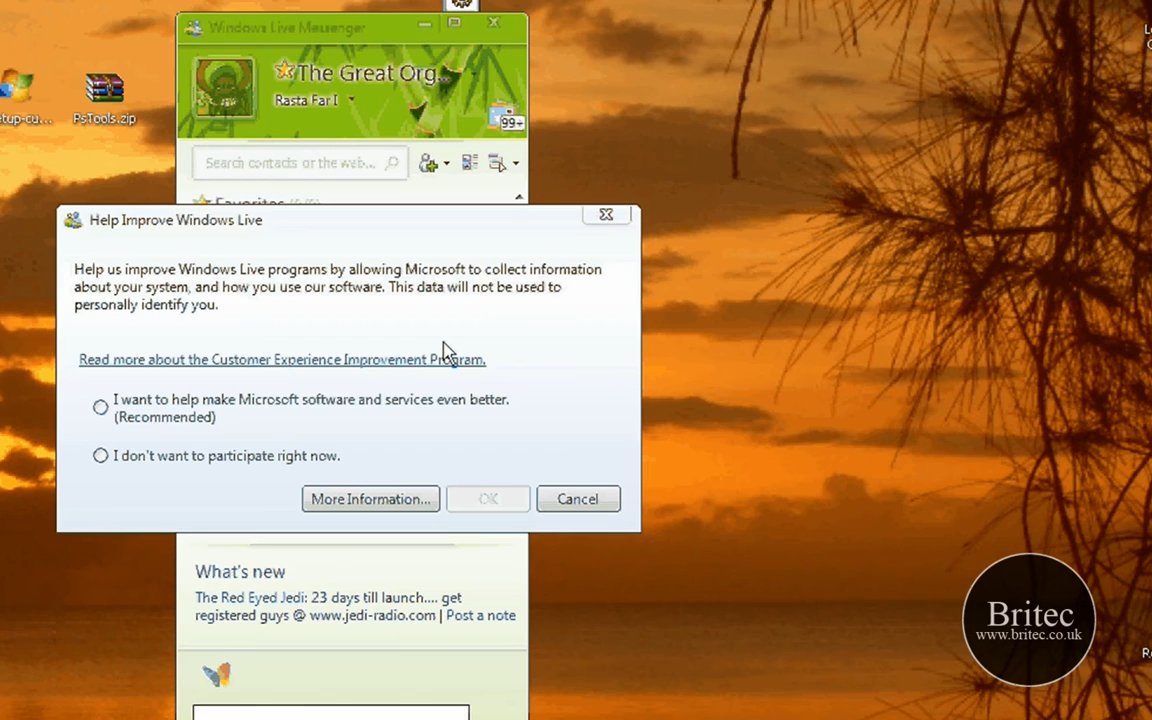 Windows Live Messenger
The Great Org...
Rasta Far I
99+
etup-cu...
PsTools.zip
Search contacts or the web...
Favorites (0/0)
Help Improve Windows Live
Help us improve Windows Live programs by allowing Microsoft to collect information
about your system, and how you use our software. This data will not be used to
personally identify you.
Read more about the Customer Experience Improvement Program.
I want to help make Microsoft software and services even better.
(Recommended)
I don't want to participate right now.
More Information...
OK
Cancel
What's new
The Red Eyed Jedi: 23 days till launch.... get
registered guys @ www.jedi-radio.com | Post a note
Britec
www.britec.co.uk